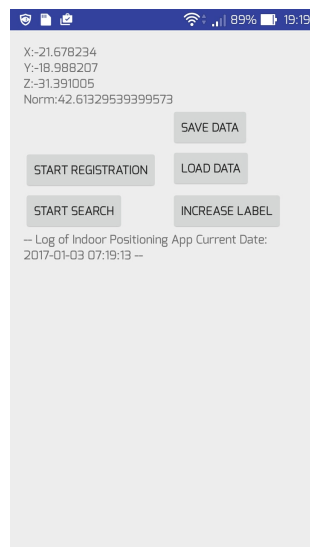 89% 19:19
X:-21.678234
Y:-18.988207
Z:-31.391005
Norm:42.61329539399573
SAVE DATA
START REGISTRATION LOAD DATA
START SEARCH INCREASE LABEL
-- Log of Indoor Positioning App Current Date:
2017-01-03 07:19:13 --